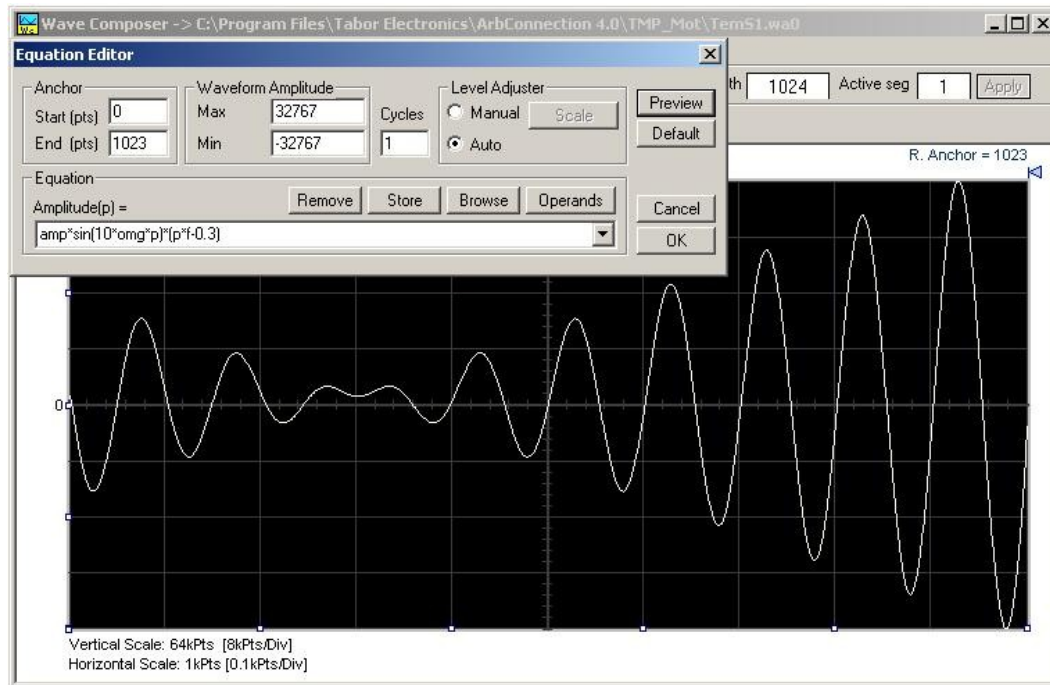 Wave Composer -> C:\Program Files\Tabor Electronics\ArbConnection 4.0\TMP_Mot\TemS1.wa0
Equation Editor
Anchor
Start (pts) 0
End (pts) 1023
Waveform Amplitude
Max 32767
Min -32767
Cycles
1
Level Adjuster
Manual
Scale
Auto
Preview
Default
th 1024 Active seg 1 Apply
R. Anchor = 1023
Equation
Amplitude(p) =
Remove Store Browse Operands
amp*sin(10*omg*p)*(p*f-0.3)
Cancel
OK
0
Vertical Scale: 64kPts [8kPts/Div]
Horizontal Scale: 1kPts [0.1kPts/Div]